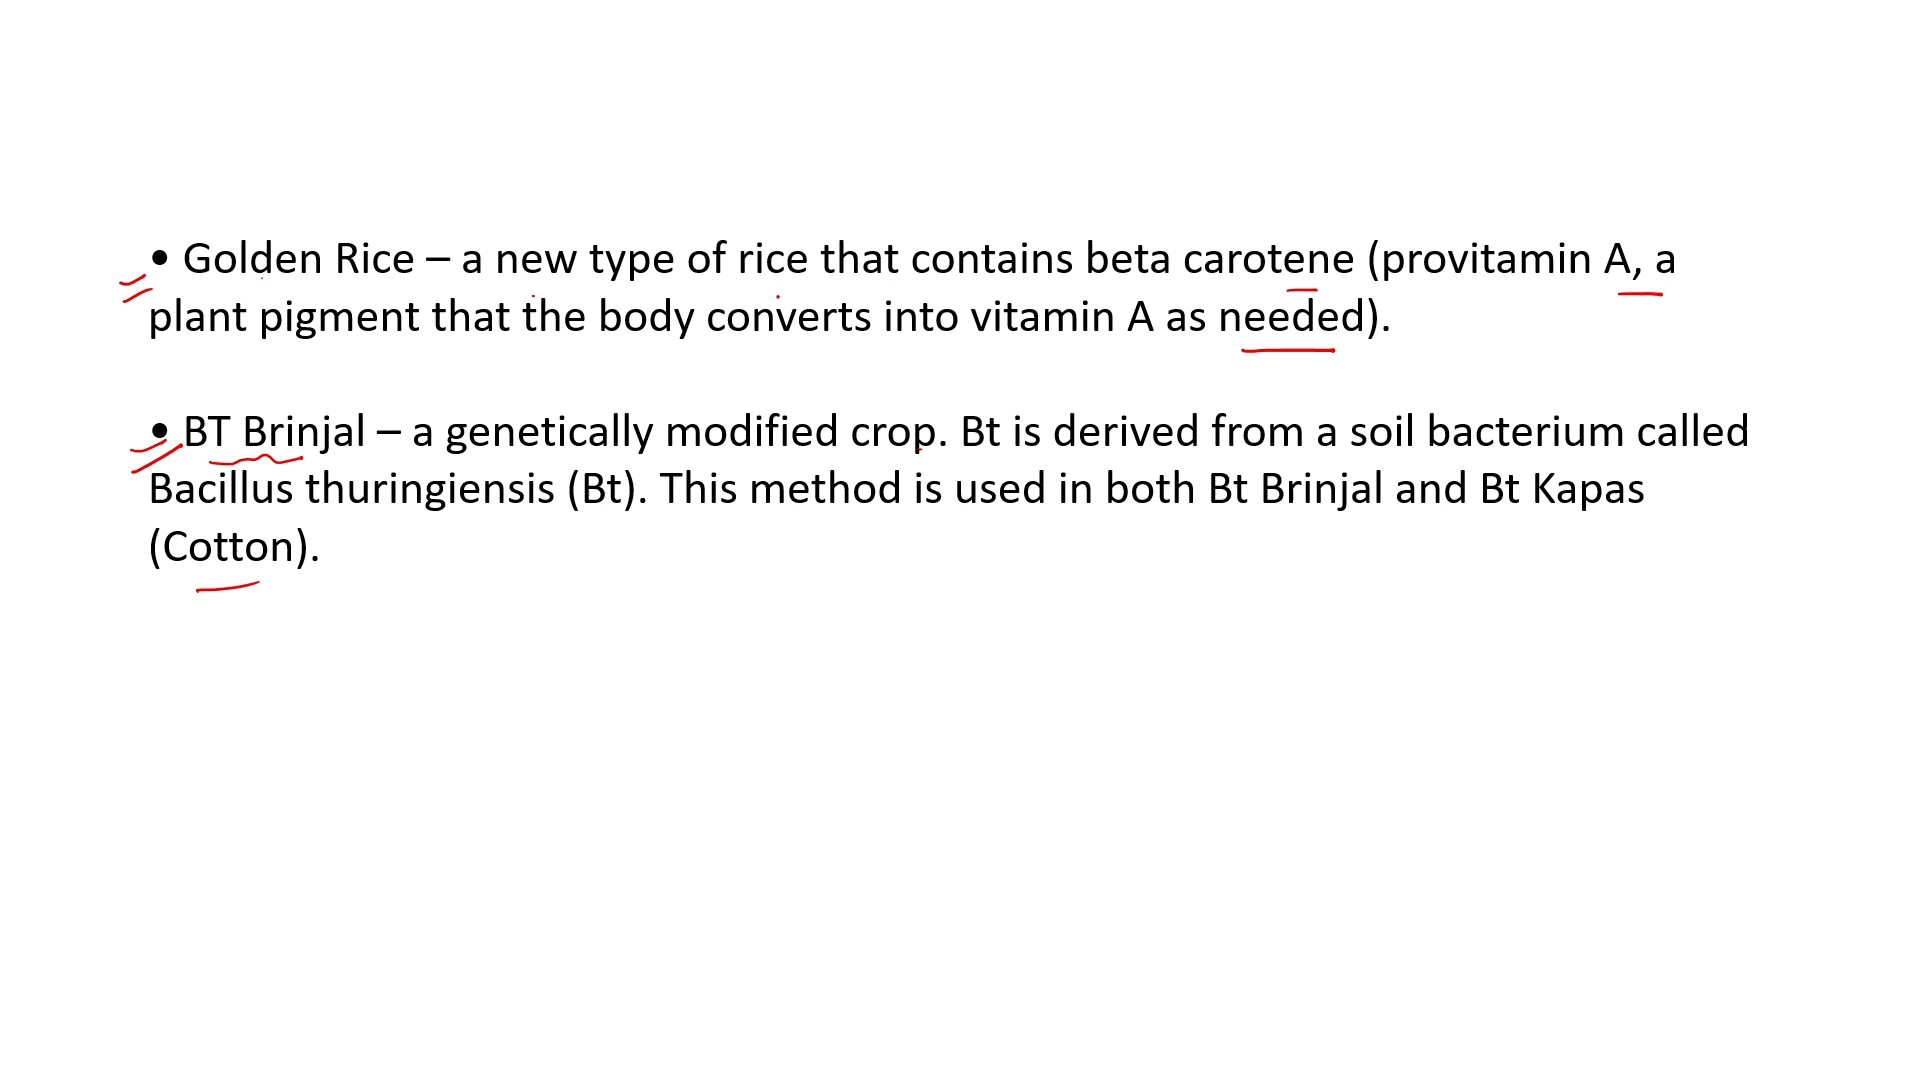 • Golden Rice – a new type of rice that contains beta carotene (provitamin A, a
plant pigment that the body converts into vitamin A as needed).
• BT Brinjal – a genetically modified crop. Bt is derived from a soil bacterium called
Bacillus thuringiensis (Bt). This method is used in both Bt Brinjal and Bt Kapas
(Cotton).